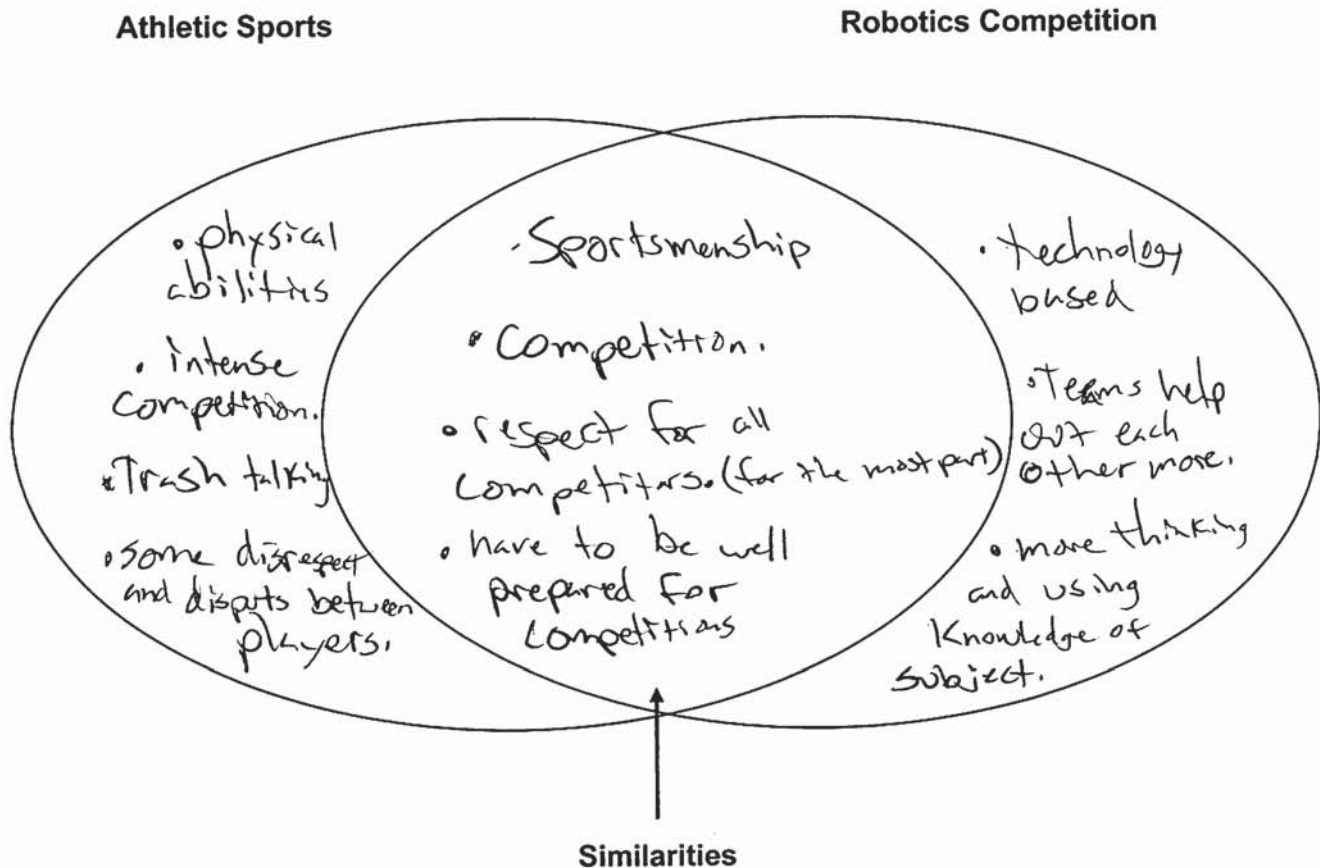 Athletic Sports
Robotics Competition
• physical
abilities
• intense
competition.
• Trash talking
• some disrespect
and disputs between
players.
• Sportsmenship
• Competition.
• respect for all
competitors. (for the most part)
• have to be well
prepared for
competitions
• technology
based
• Teams help
out each
other more.
• more thinking
and using
Knowledge of
subject.
Similarities